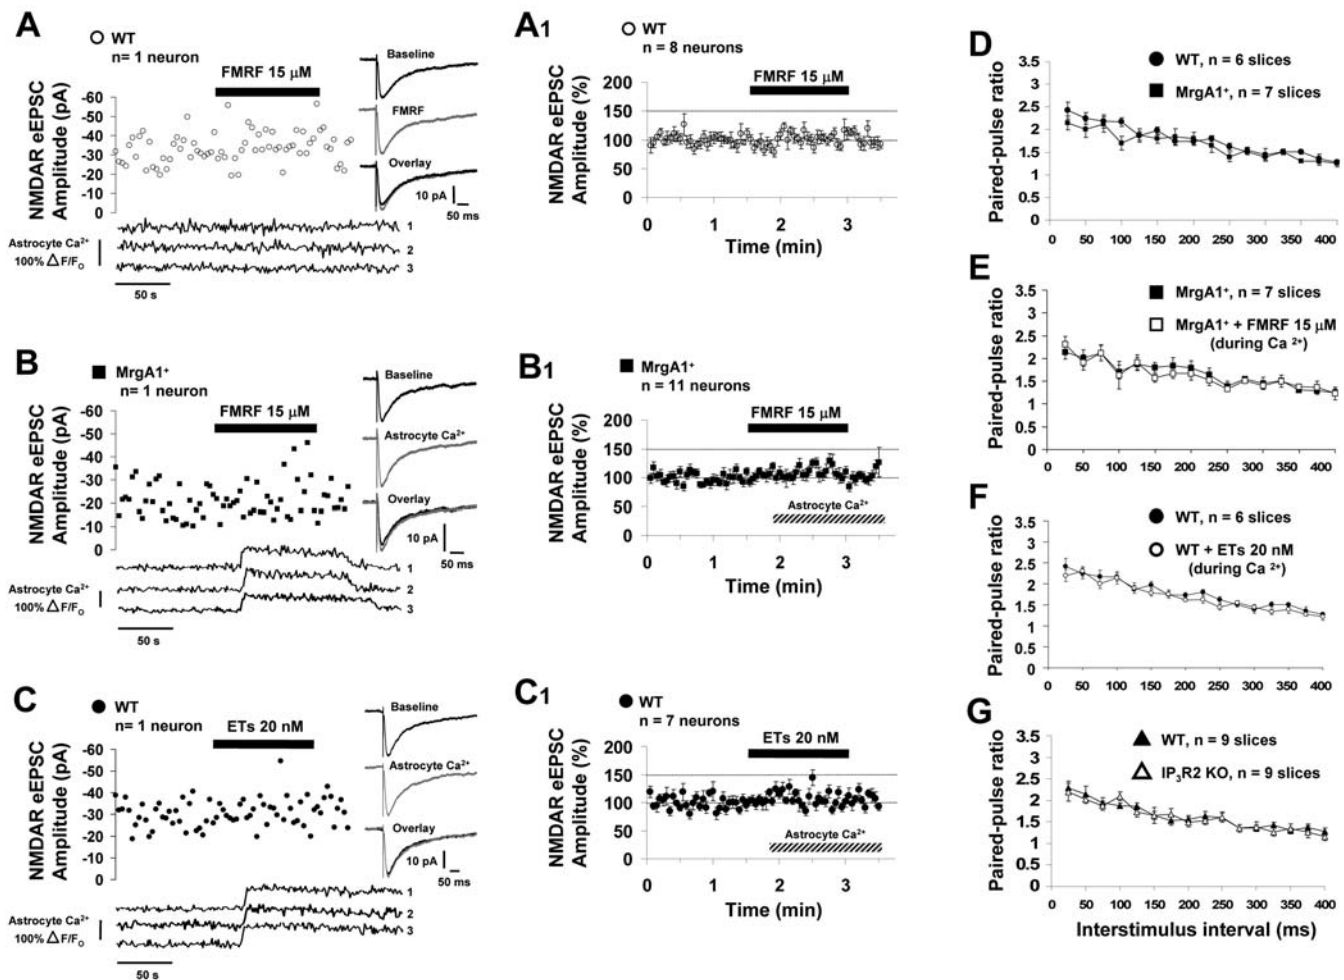 A
WT
n= 1 neuron
FMRF 15 μM
NMDAR eEPSC
Amplitude (pA)
-60
-50
-40
-30
-20
-10
0
Baseline
FMRF
Overlay
10 pA
50 ms
Astrocyte Ca²⁺
100% △F/F₀
1
2
3
50 s
A1
WT
n = 8 neurons
FMRF 15 μM
NMDAR eEPSC
Amplitude (%)
200
150
100
50
0
0 1 2 3
Time (min)
B
MrgA1⁺
n= 1 neuron
FMRF 15 μM
NMDAR eEPSC
Amplitude (pA)
-60
-50
-40
-30
-20
-10
0
Baseline
Astrocyte Ca²⁺
Overlay
10 pA
50 ms
Astrocyte Ca²⁺
100% △F/F₀
1
2
3
50 s
B1
MrgA1⁺
n = 11 neurons
FMRF 15 μM
NMDAR eEPSC
Amplitude (%)
200
150
100
50
0
Astrocyte Ca²⁺
0 1 2 3
Time (min)
C
WT
n= 1 neuron
ETs 20 nM
NMDAR eEPSC
Amplitude (pA)
-60
-50
-40
-30
-20
-10
0
Baseline
Astrocyte Ca²⁺
Overlay
10 pA
50 ms
Astrocyte Ca²⁺
100% △F/F₀
1
2
3
50 s
C1
WT
n = 7 neurons
ETs 20 nM
NMDAR eEPSC
Amplitude (%)
200
150
100
50
0
Astrocyte Ca²⁺
0 1 2 3
Time (min)
D
WT, n = 6 slices
MrgA1⁺, n = 7 slices
Paired-pulse ratio
3.5
3
2.5
2
1.5
1
0.5
0
0 50 100 150 200 250 300 350 400
E
MrgA1⁺, n = 7 slices
MrgA1⁺ + FMRF 15 μM
(during Ca ²⁺)
Paired-pulse ratio
3.5
3
2.5
2
1.5
1
0.5
0
0 50 100 150 200 250 300 350 400
F
WT, n = 6 slices
WT + ETs 20 nM
(during Ca ²⁺)
Paired-pulse ratio
3.5
3
2.5
2
1.5
1
0.5
0
0 50 100 150 200 250 300 350 400
G
WT, n = 9 slices
IP₃R2 KO, n = 9 slices
Paired-pulse ratio
3.5
3
2.5
2
1.5
1
0.5
0
0 50 100 150 200 250 300 350 400
Interstimulus interval (ms)